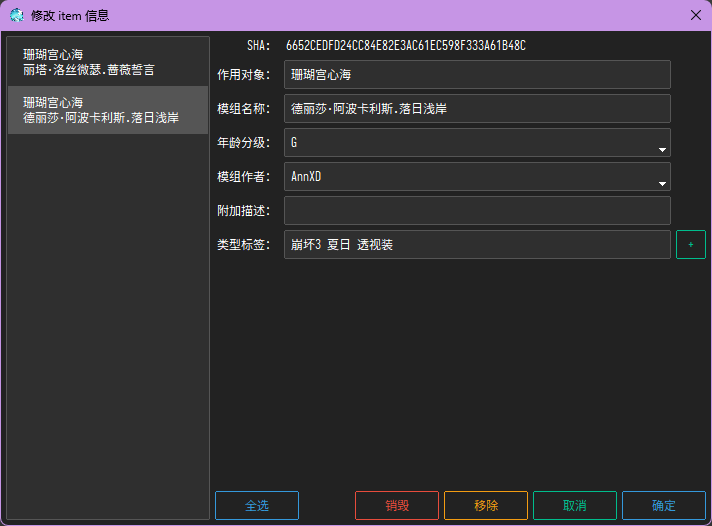 修改 item 信息
珊瑚宫心海
丽塔·洛丝微瑟.蔷薇誓言
珊瑚宫心海
德丽莎·阿波卡利斯.落日浅岸
SHA: 6652CEDFD24CC84E82E3AC61EC598F333A61B48C
作用对象: 珊瑚宫心海
模组名称: 德丽莎·阿波卡利斯.落日浅岸
年龄分级: G
模组作者: AnnXD
附加描述:
类型标签: 崩坏3 夏日 透视装 +
全选 销毁 移除 取消 确定